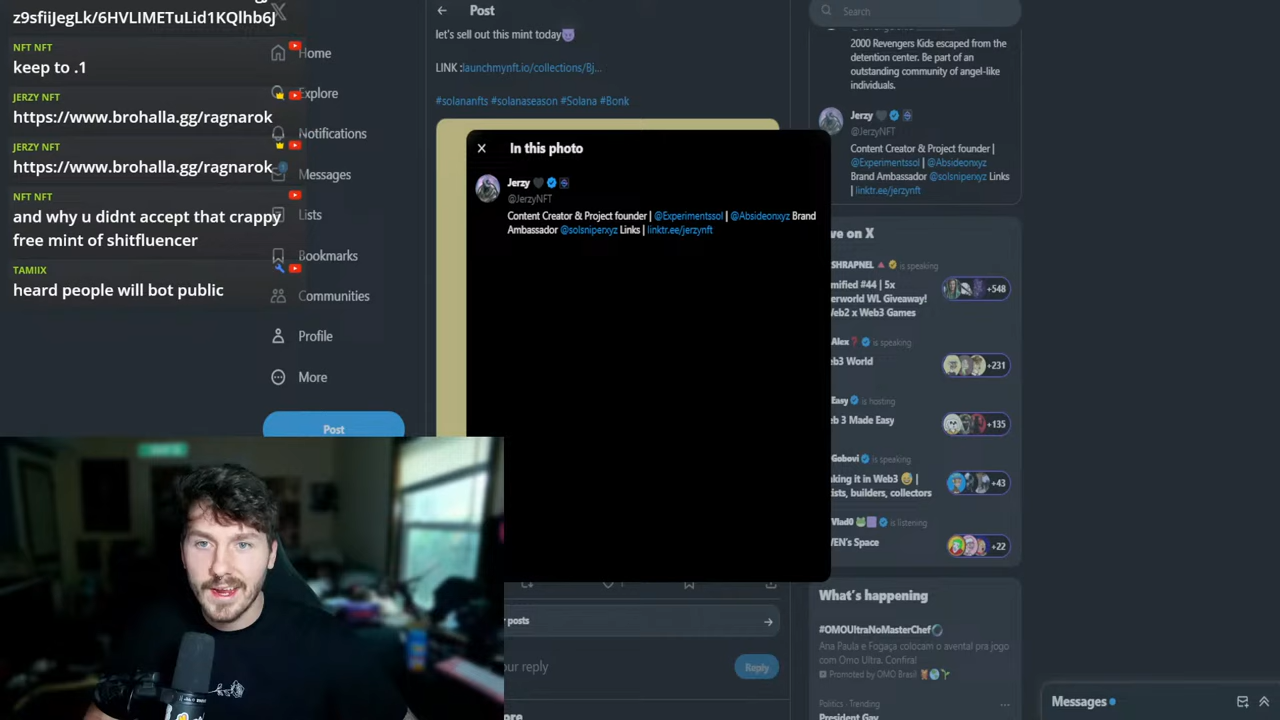 z9sfiiJegLk/6HVLIMETuLid1KQlhb6J
NFT NFT
keep to .1
JERZY NFT
https://www.brohalla.gg/ragnarok
JERZY NFT
https://www.brohalla.gg/ragnarok
NFT NFT
and why u didnt accept that crappy
free mint of shitfluencer
TAMIIX
heard people will bot public
Home
Explore
Notifications
Messages
Lists
Bookmarks
Communities
Profile
More
Post
Post
let's sell out this mint today
LINK :launchmynft.io/collections/Bj...
#solananfts #solanaseason #Solana #Bonk
In this photo
Jerzy
@JerzyNFT
Content Creator & Project founder | @Experimentssol | @Absideonxyz Brand
Ambassador @solsniperxyz Links | linktr.ee/jerzynft
posts
our reply
Reply
Search
2000 Revengers Kids escaped from the
detention center. Be part of an
outstanding community of angel-like
individuals.
Jerzy
@JerzyNFT
Content Creator & Project founder |
@Experimentssol | @Absideonxyz
Brand Ambassador @solsniperxyz Links
| linktr.ee/jerzynft
ve on X
SHRAPNEL is speaking
mified #44 | 5x
erworld WL Giveaway!
Web2 x Web3 Games
+548
Alex is speaking
eb3 World
+231
Easy is hosting
eb 3 Made Easy
+135
Gobovi is speaking
king it in Web3
tists, builders, collectors
+43
Vlad0 is listening
VEN's Space
+22
What's happening
#OMOUltraNoMasterChef
Ana Paula e Fogaça colocam o avental pra jogo
com Omo Ultra. Confira!
Promoted by OMO Brasil
Politics · Trending
President Gay
Messages